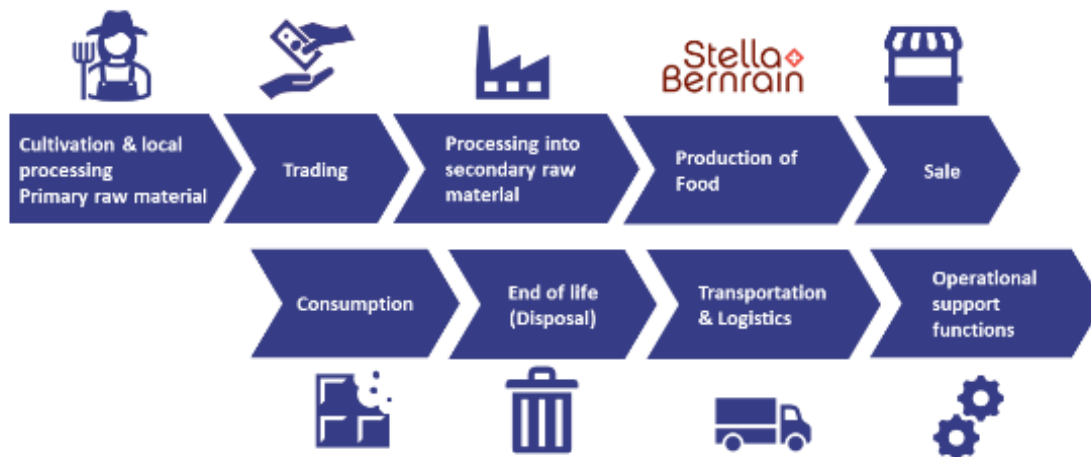 Stella
Bernrain
Cultivation & local
processing
Primary raw material
Trading
Processing into
secondary raw
material
Production of
Food
Sale
Consumption
End of life
(Disposal)
Transportation
& Logistics
Operational
support
functions